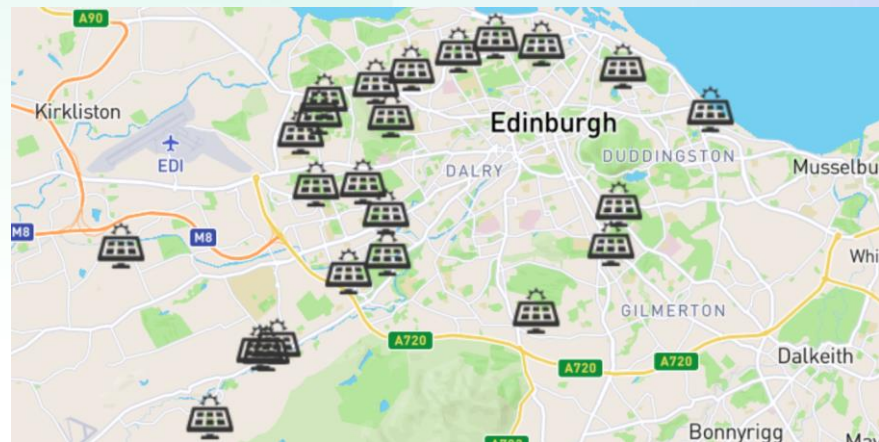 A90
Kirkliston
Edinburgh
EDI
DALRY
DUDDINGSTON
Musselbu
M8
M8
Whi
GILMERTON
A720
A720
A720
Dalkeith
Bonnyrigg